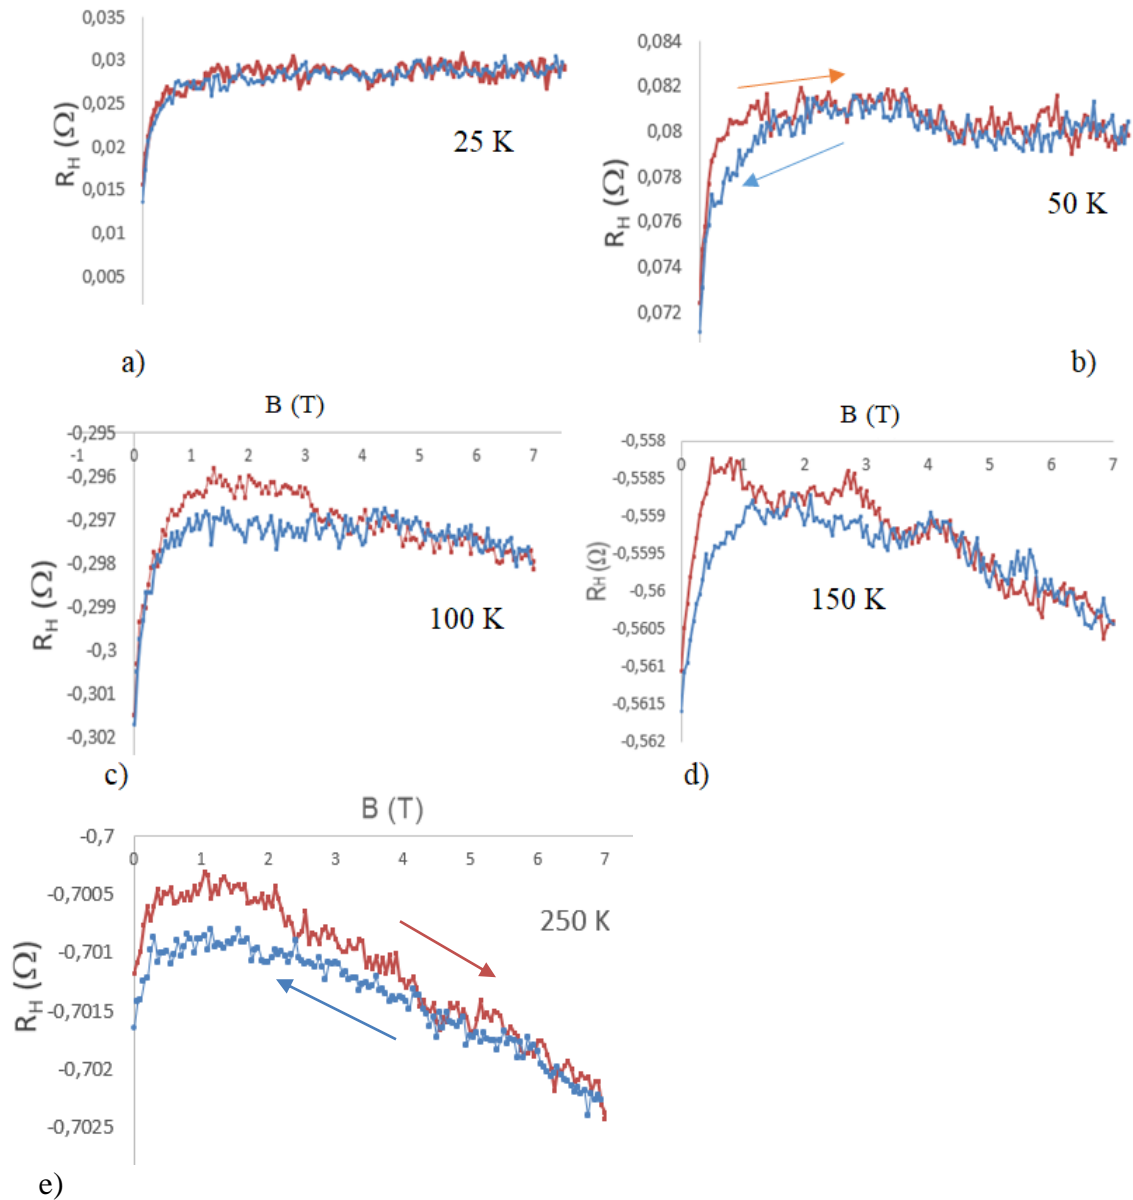 0,035
0,03
0,025
0,02
0,015
0,01
0,005
R_H (Ω)
25 K
a)
0,084
0,082
0,08
0,078
0,076
0,074
0,072
R_H (Ω)
50 K
b)
B (T)
-0,295
-1 0 1 2 3 4 5 6 7
-0,296
-0,297
-0,298
-0,299
-0,3
-0,301
-0,302
R_H (Ω)
100 K
c)
B (T)
-0,558
0 1 2 3 4 5 6 7
-0,5585
-0,559
-0,5595
-0,56
-0,5605
-0,561
-0,5615
-0,562
R_H (Ω)
150 K
d)
B (T)
-0,7
0 1 2 3 4 5 6 7
-0,7005
-0,701
-0,7015
-0,702
-0,7025
R_H (Ω)
250 K
e)